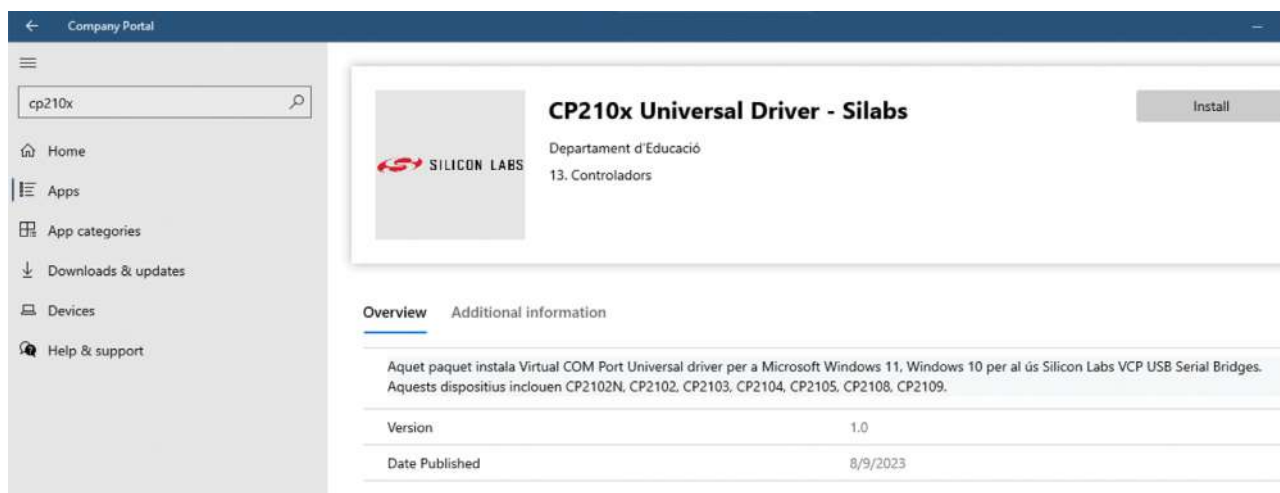 Company Portal
cp210x
Home
Apps
App categories
Downloads & updates
Devices
Help & support
SILICON LABS
CP210x Universal Driver - Silabs
Install
Departament d'Educació
13. Controladors
Overview
Additional information
Aquet paquet instala Virtual COM Port Universal driver per a Microsoft Windows 11, Windows 10 per al ús Silicon Labs VCP USB Serial Bridges.
Aquests dispositius inclouen CP2102N, CP2102, CP2103, CP2104, CP2105, CP2108, CP2109.
Version 1.0
Date Published 8/9/2023